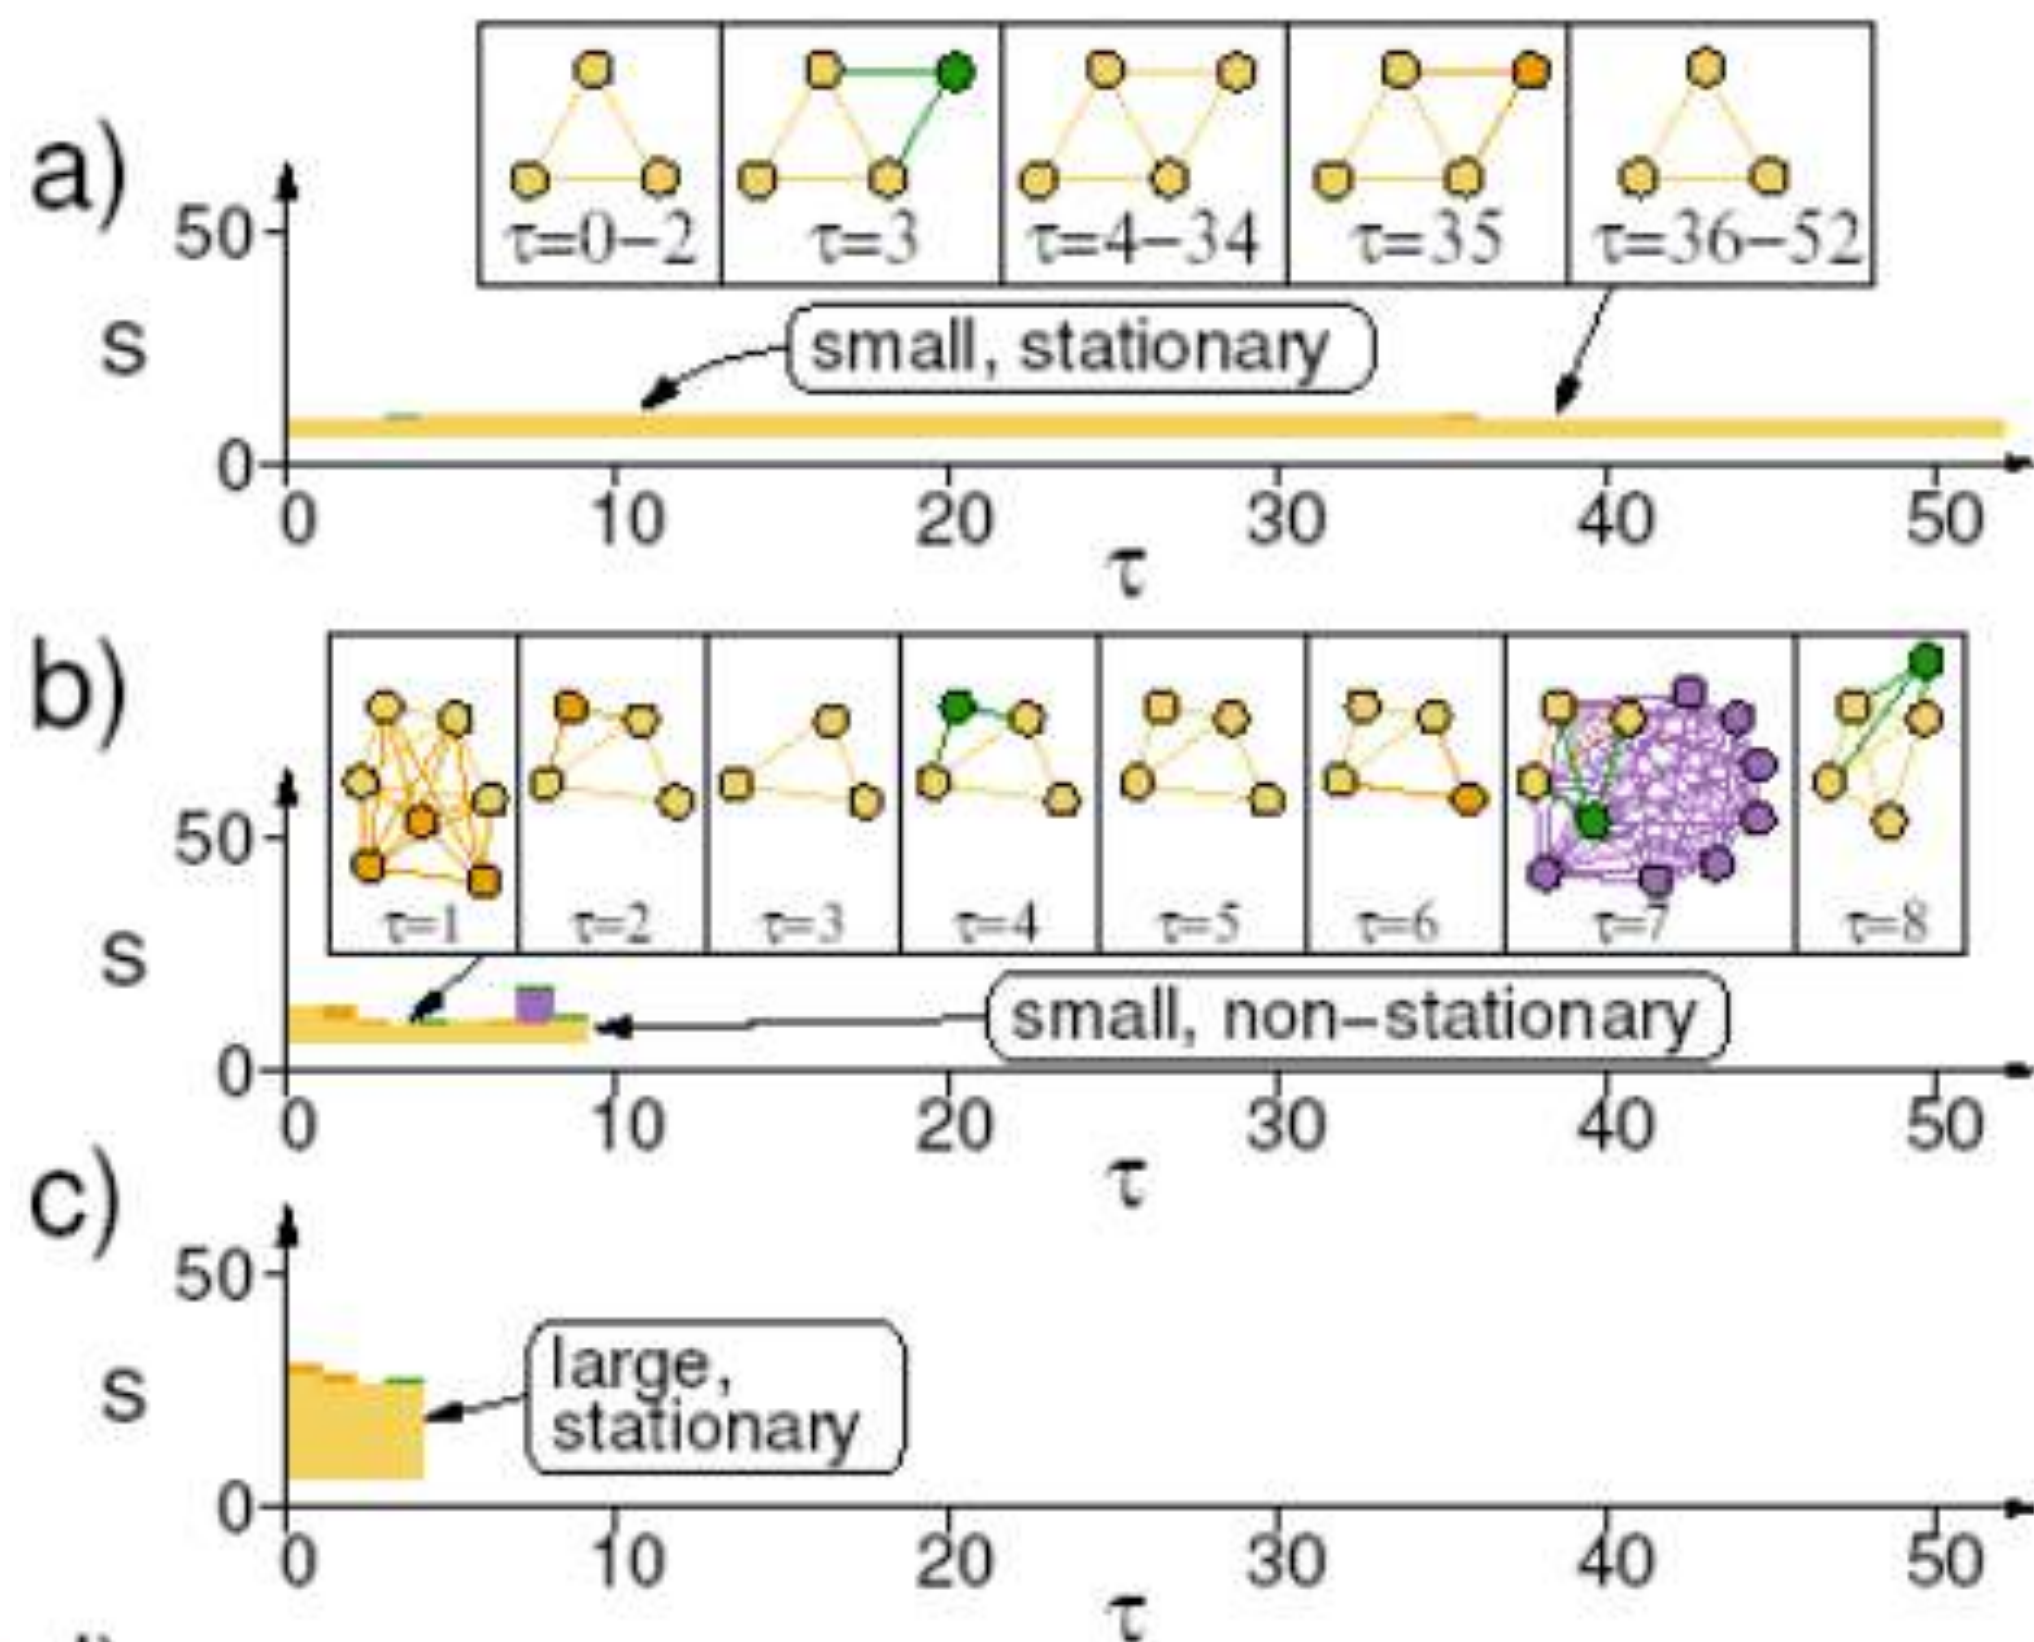 a)
50
s
0
τ=0–2 τ=3 τ=4–34 τ=35 τ=36–52
small, stationary
0 10 20 30 40 50
τ
b)
50
s
0
τ=1 τ=2 τ=3 τ=4 τ=5 τ=6 τ=7 τ=8
small, non–stationary
0 10 20 30 40 50
τ
c)
50
s
0
large,
stationary
0 10 20 30 40 50
τ